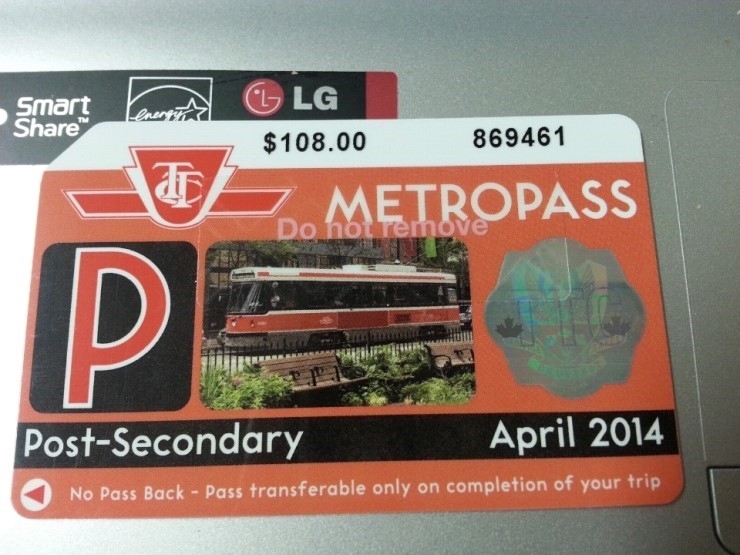 Smart
Share™
energy
LG
$108.00 869461
TTC
METROPASS
Do not remove
P
TTC
Post-Secondary April 2014
No Pass Back - Pass transferable only on completion of your trip